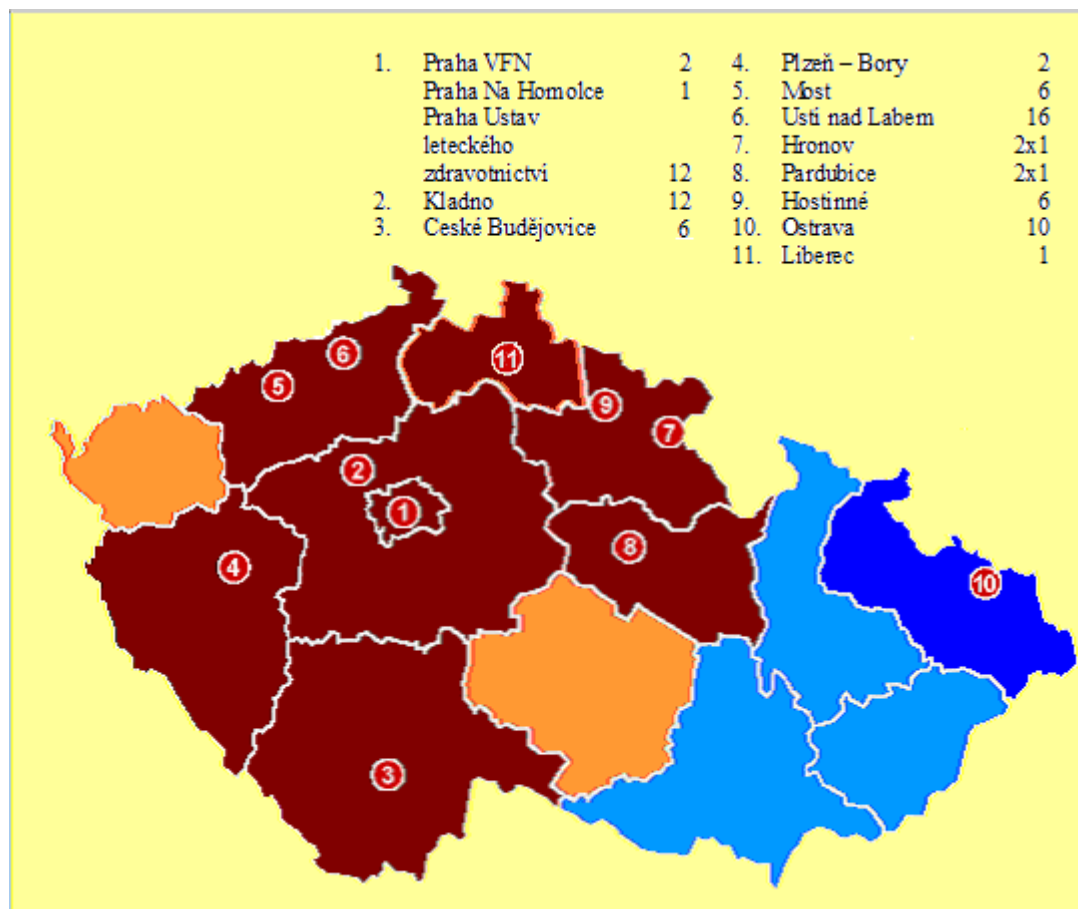 1. Praha VFN 2
Praha Na Homolce 1
Praha Ustav
leteckého
zdravotnictví 12
2. Kladno 12
3. Ceské Budějovice 6
4. Plzeň – Bory 2
5. Most 6
6. Usti nad Labem 16
7. Hronov 2x1
8. Pardubice 2x1
9. Hostinné 6
10. Ostrava 10
11. Liberec 1
6
11
5
9
7
2
1
8
4
10
3